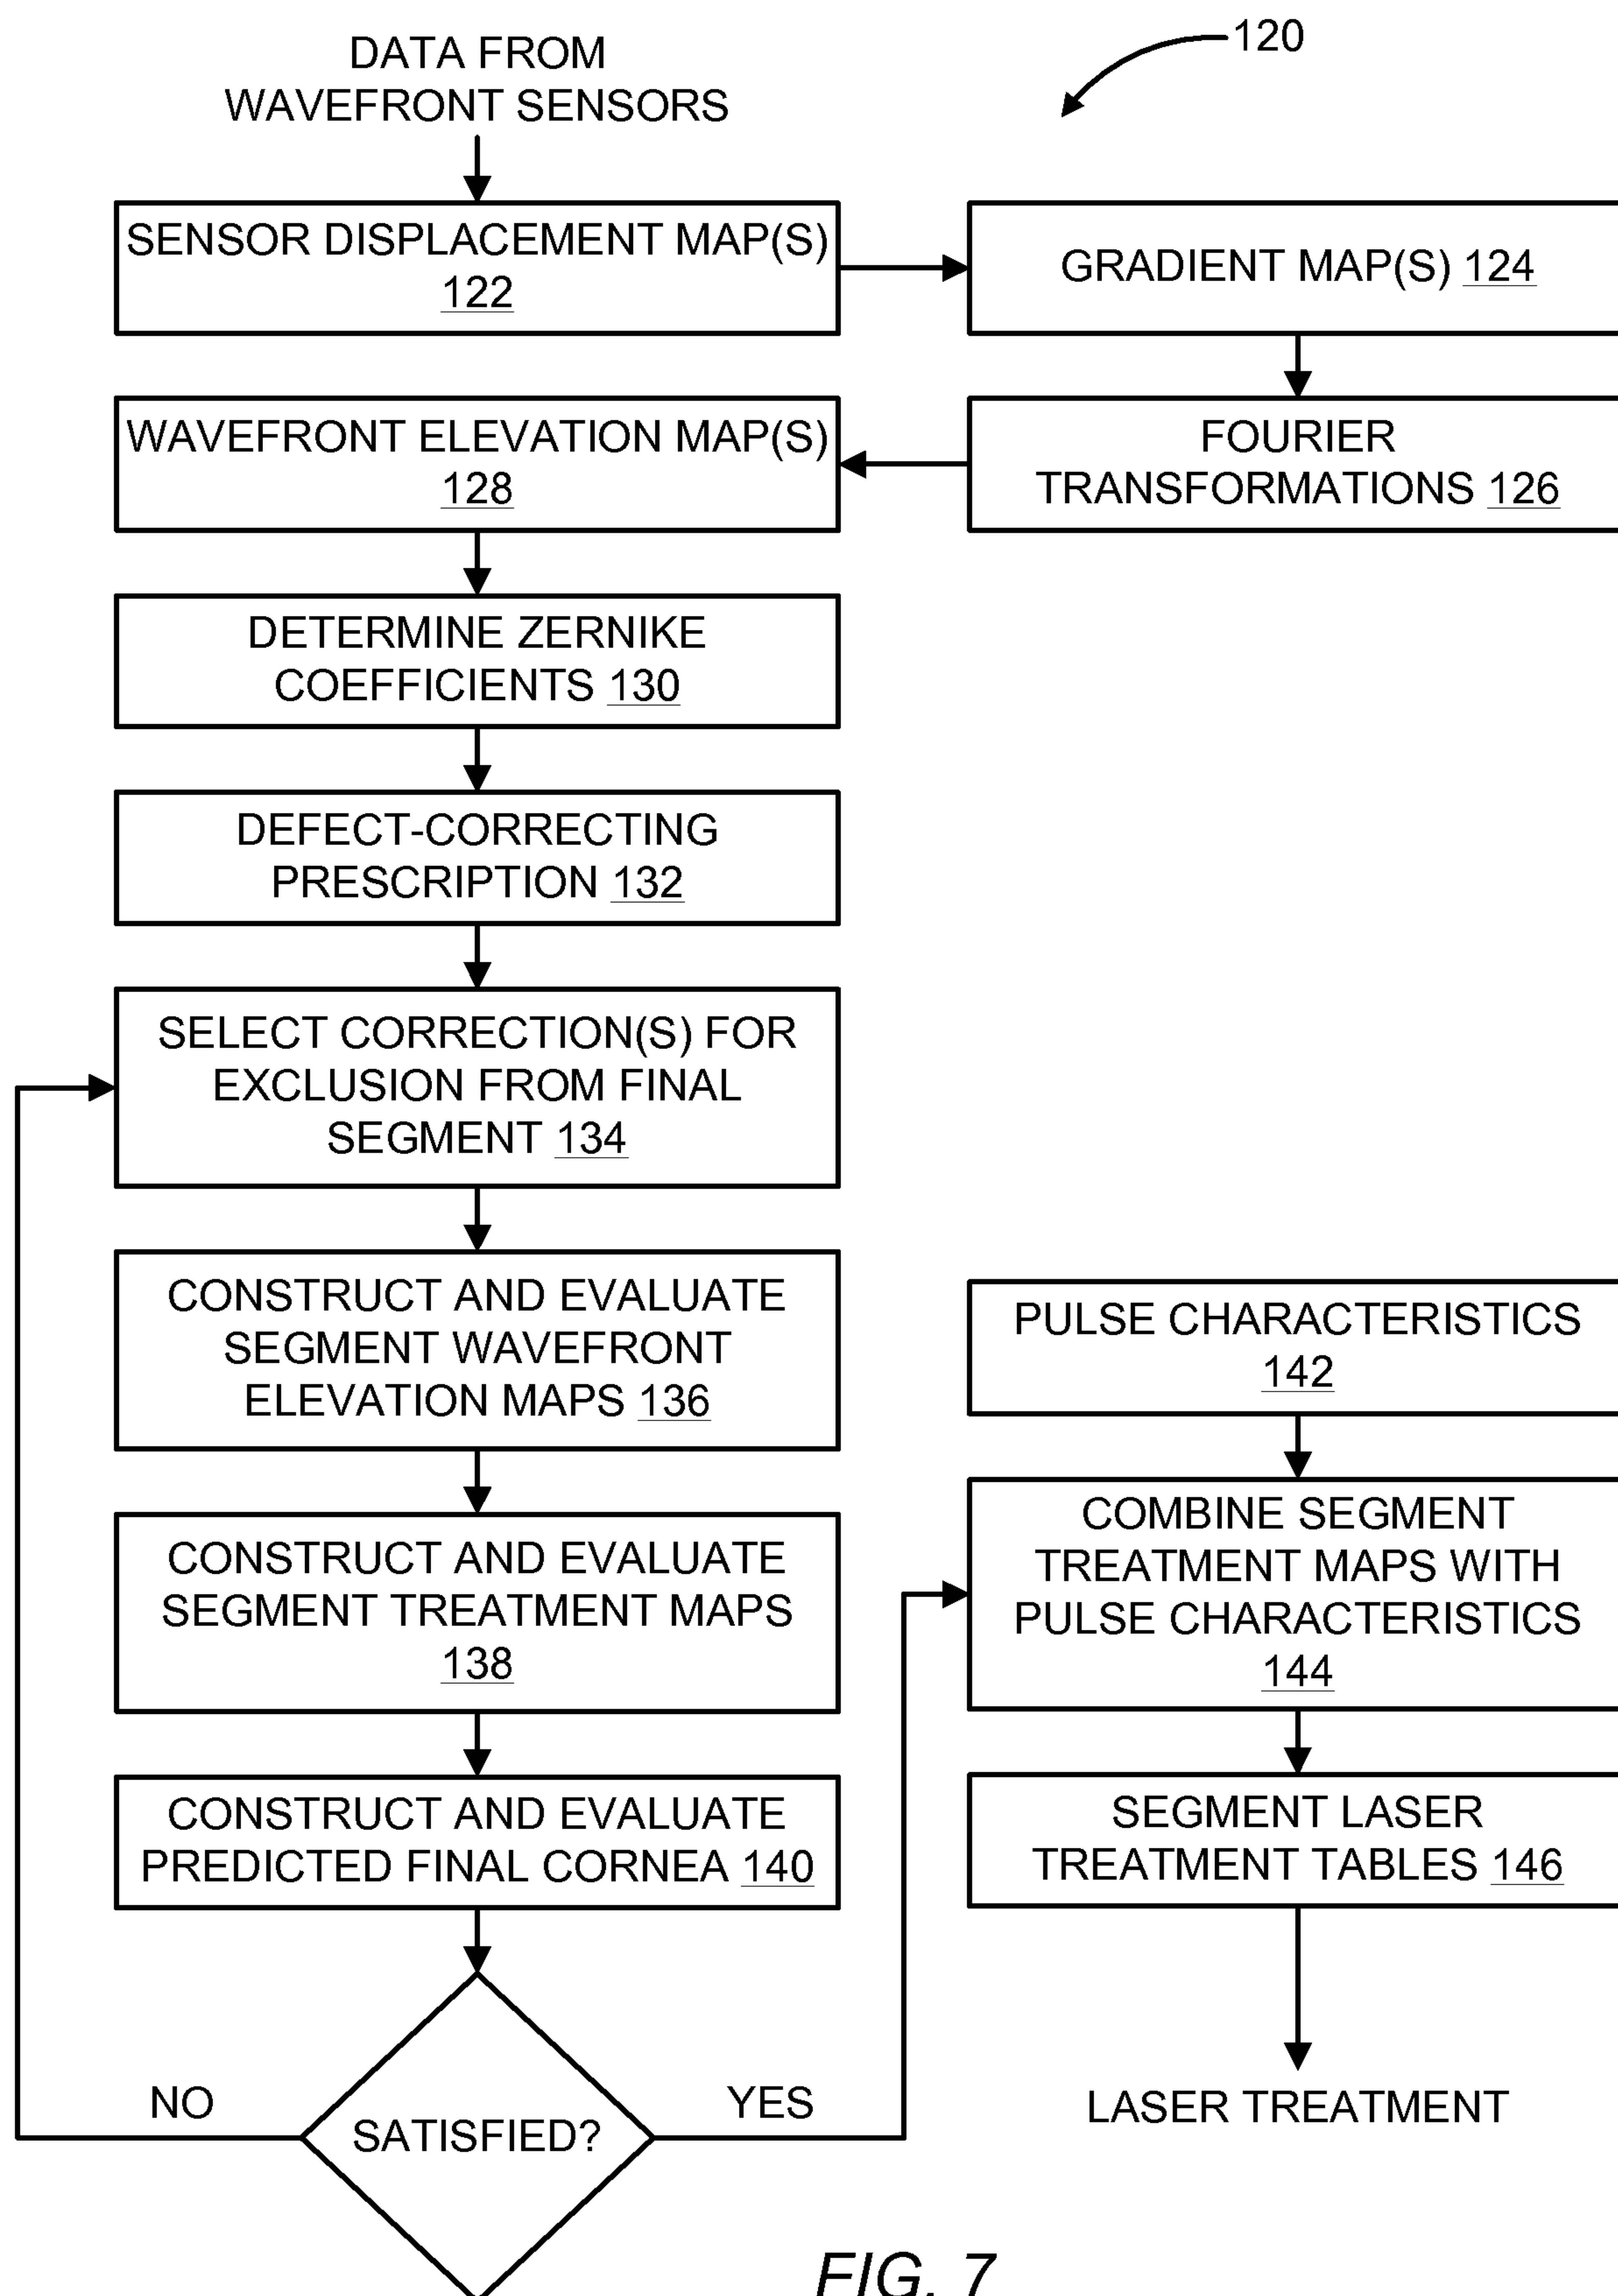 120
DATA FROM
WAVEFRONT SENSORS
SENSOR DISPLACEMENT MAP(S)
122
GRADIENT MAP(S) 124
FOURIER
TRANSFORMATIONS 126
WAVEFRONT ELEVATION MAP(S)
128
DETERMINE ZERNIKE
COEFFICIENTS 130
DEFECT-CORRECTING
PRESCRIPTION 132
SELECT CORRECTION(S) FOR
EXCLUSION FROM FINAL
SEGMENT 134
CONSTRUCT AND EVALUATE
SEGMENT WAVEFRONT
ELEVATION MAPS 136
CONSTRUCT AND EVALUATE
SEGMENT TREATMENT MAPS
138
CONSTRUCT AND EVALUATE
PREDICTED FINAL CORNEA 140
SATISFIED?
NO
YES
PULSE CHARACTERISTICS
142
COMBINE SEGMENT
TREATMENT MAPS WITH
PULSE CHARACTERISTICS
144
SEGMENT LASER
TREATMENT TABLES 146
LASER TREATMENT
FIG. 7